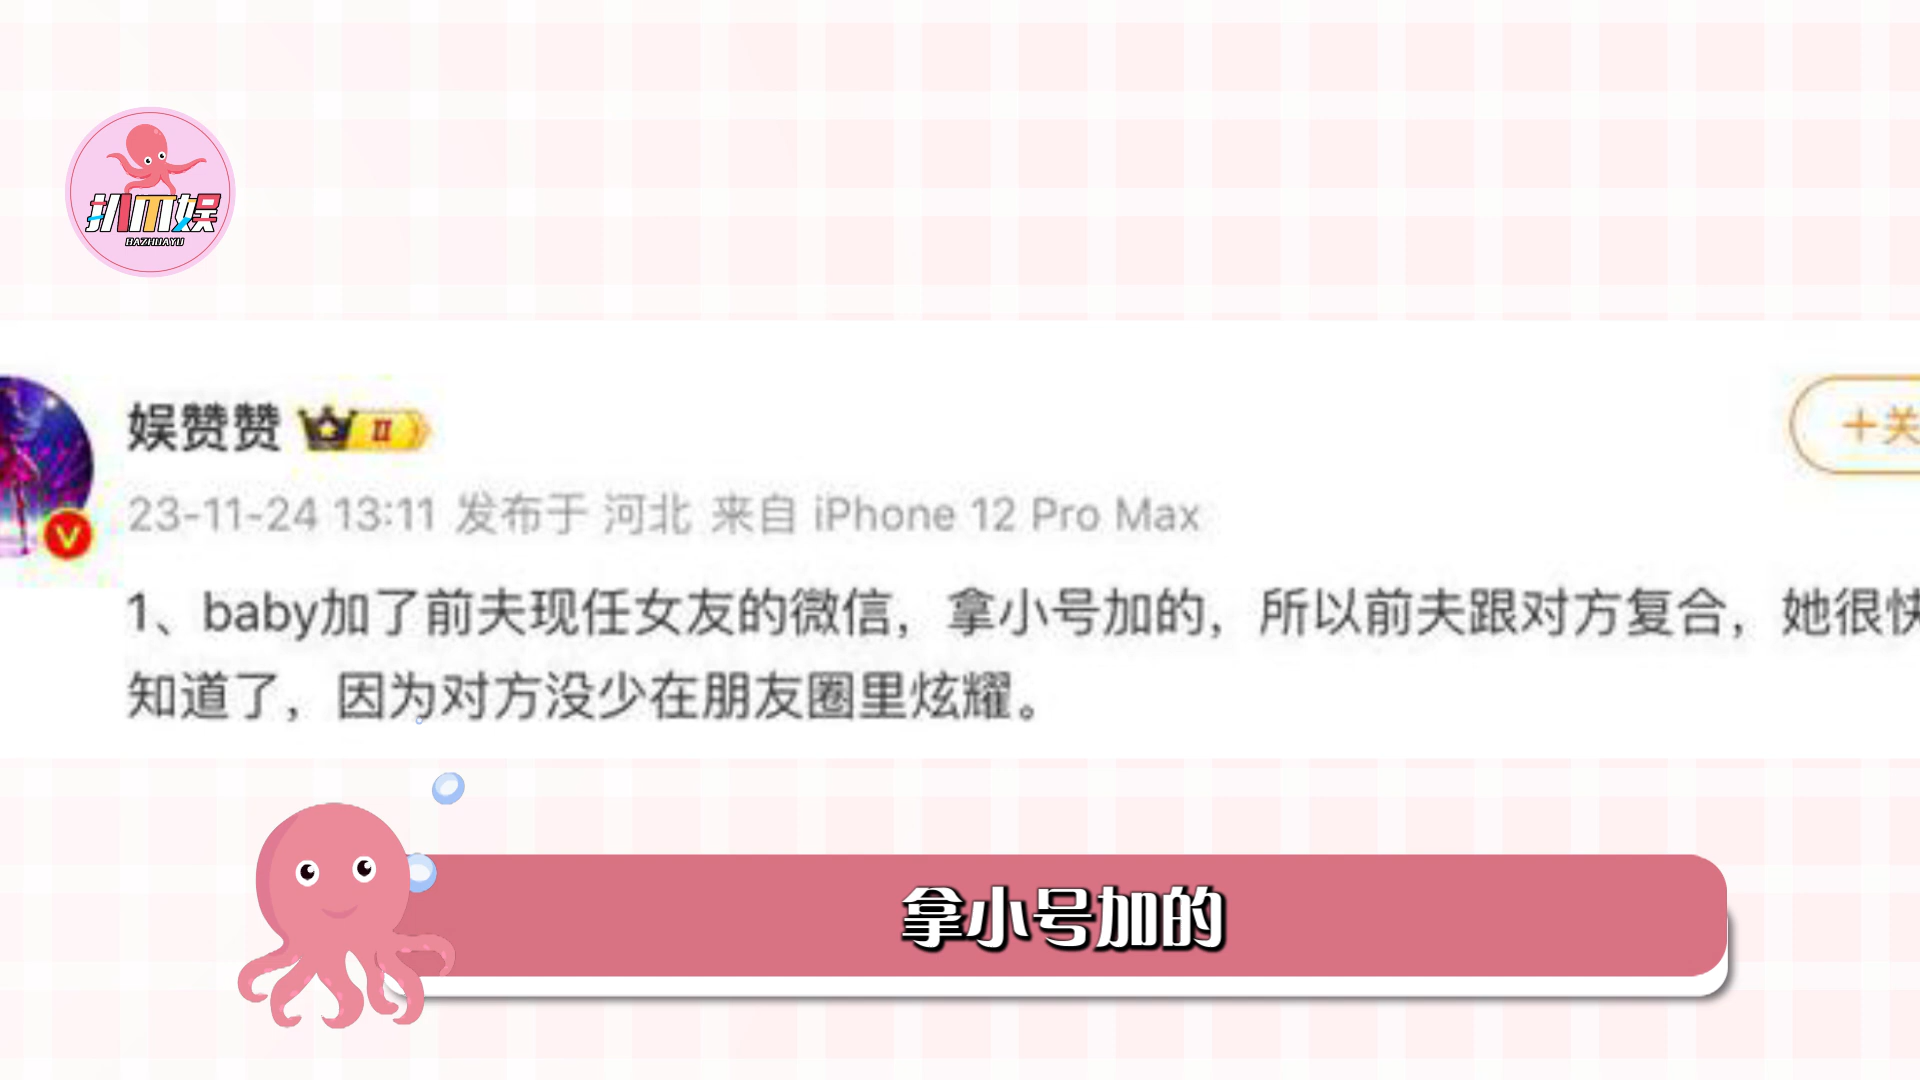 扒爪娱
BAZHUAYU
娱赞赞 II
+关
23-11-24 13:11 发布于 河北 来自 iPhone 12 Pro Max
1、baby加了前夫现任女友的微信，拿小号加的，所以前夫跟对方复合，她很快
知道了，因为对方没少在朋友圈里炫耀。
拿小号加的